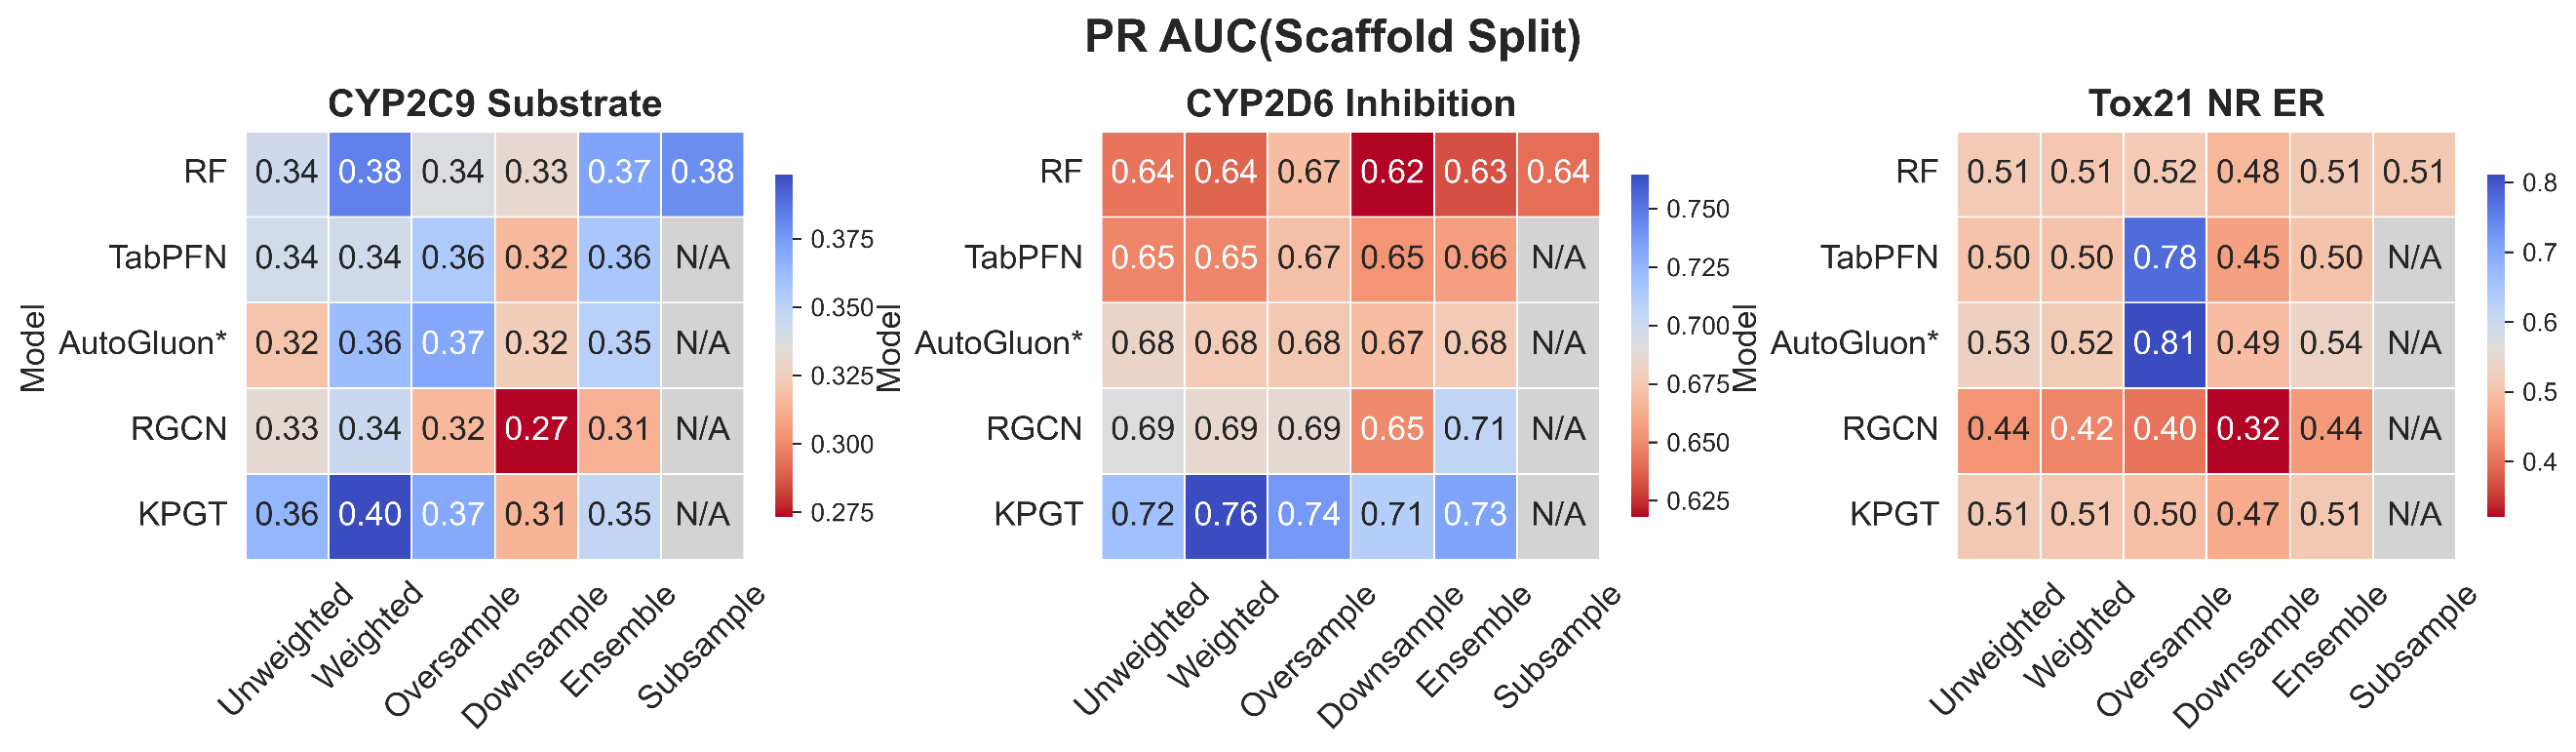 PR AUC(Scaffold Split)
CYP2C9 Substrate
Model
RF 0.34 0.38 0.34 0.33 0.37 0.38
TabPFN 0.34 0.34 0.36 0.32 0.36 N/A
AutoGluon* 0.32 0.36 0.37 0.32 0.35 N/A
RGCN 0.33 0.34 0.32 0.27 0.31 N/A
KPGT 0.36 0.40 0.37 0.31 0.35 N/A
Unweighted Weighted Oversample Downsample Ensemble Subsample
0.375
0.350
0.325
0.300
0.275
CYP2D6 Inhibition
Model
RF 0.64 0.64 0.67 0.62 0.63 0.64
TabPFN 0.65 0.65 0.67 0.65 0.66 N/A
AutoGluon* 0.68 0.68 0.68 0.67 0.68 N/A
RGCN 0.69 0.69 0.69 0.65 0.71 N/A
KPGT 0.72 0.76 0.74 0.71 0.73 N/A
Unweighted Weighted Oversample Downsample Ensemble Subsample
0.750
0.725
0.700
0.675
0.650
0.625
Tox21 NR ER
Model
RF 0.51 0.51 0.52 0.48 0.51 0.51
TabPFN 0.50 0.50 0.78 0.45 0.50 N/A
AutoGluon* 0.53 0.52 0.81 0.49 0.54 N/A
RGCN 0.44 0.42 0.40 0.32 0.44 N/A
KPGT 0.51 0.51 0.50 0.47 0.51 N/A
Unweighted Weighted Oversample Downsample Ensemble Subsample
0.8
0.7
0.6
0.5
0.4